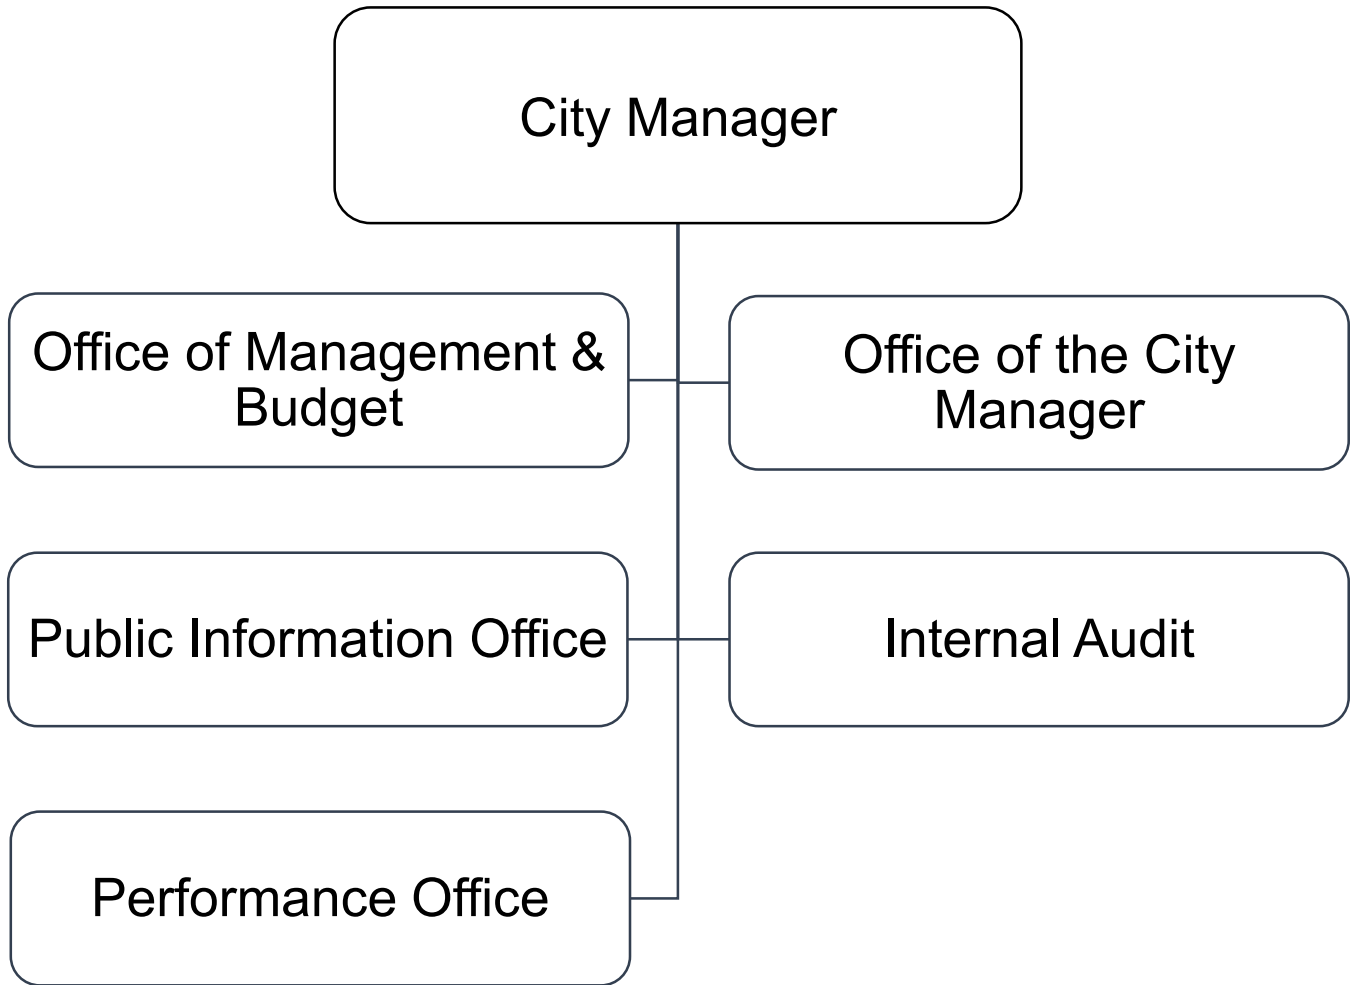 City Manager
Office of Management &
Budget
Office of the City
Manager
Public Information Office
Internal Audit
Performance Office